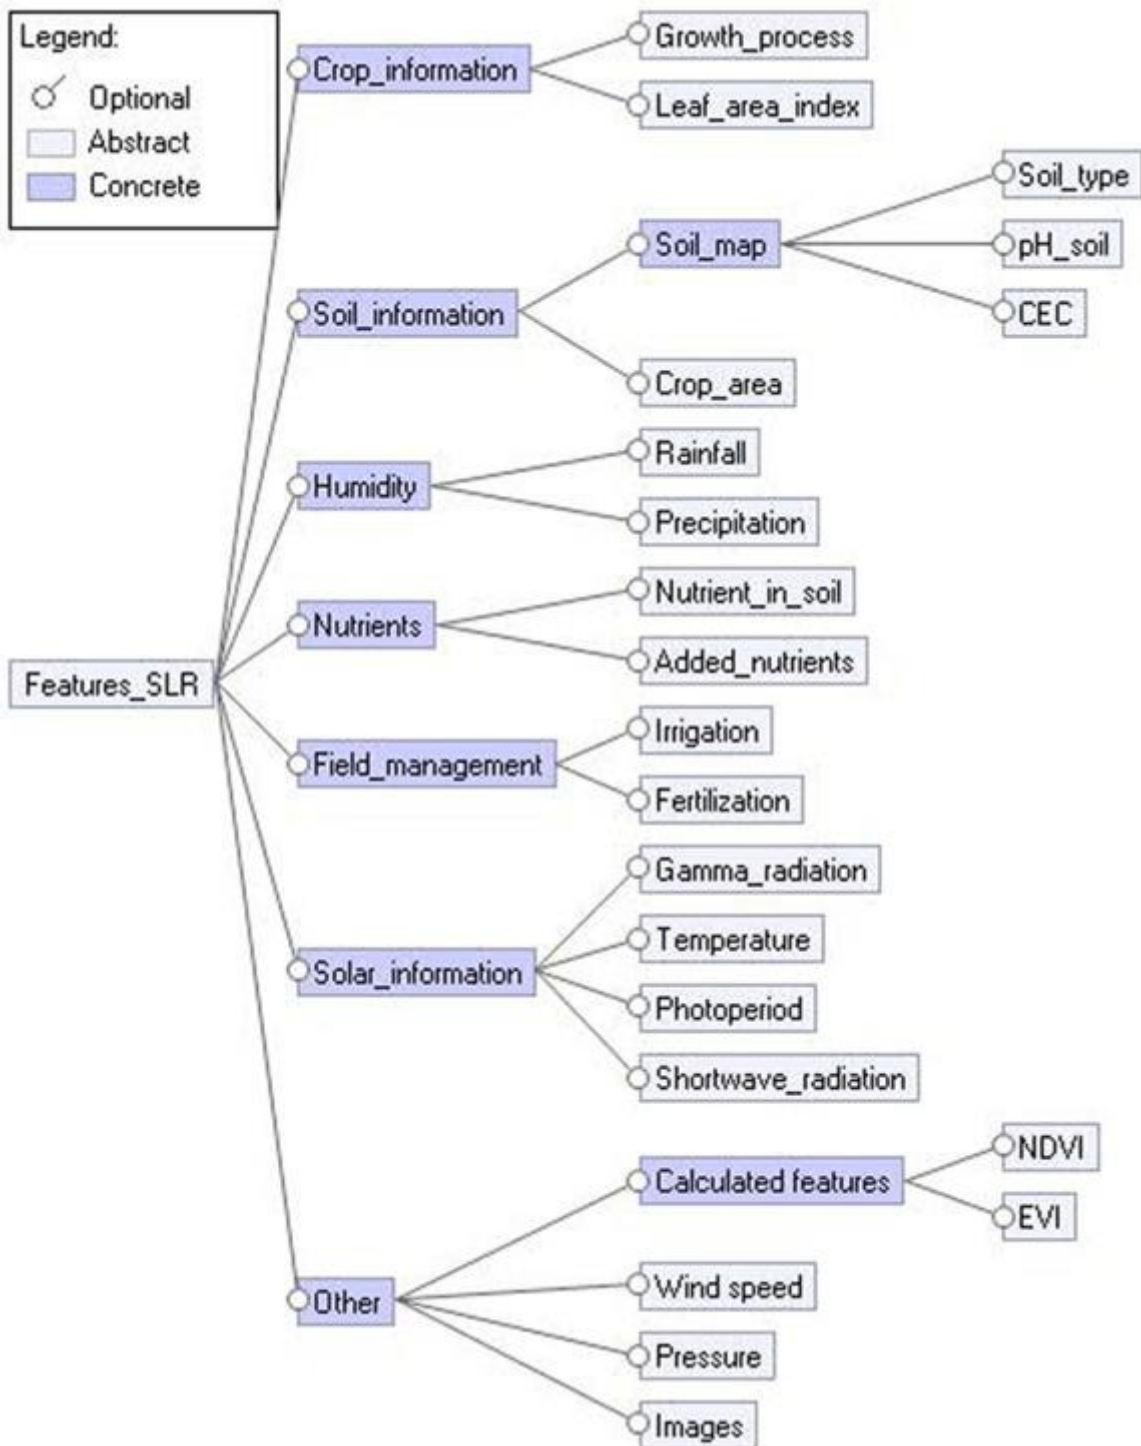 Legend:
Optional
Abstract
Concrete
Features_SLR
Crop_information
Growth_process
Leaf_area_index
Soil_information
Soil_map
Soil_type
pH_soil
CEC
Crop_area
Humidity
Rainfall
Precipitation
Nutrients
Nutrient_in_soil
Added_nutrients
Field_management
Irrigation
Fertilization
Solar_information
Gamma_radiation
Temperature
Photoperiod
Shortwave_radiation
Other
Calculated features
NDVI
EVI
Wind speed
Pressure
Images